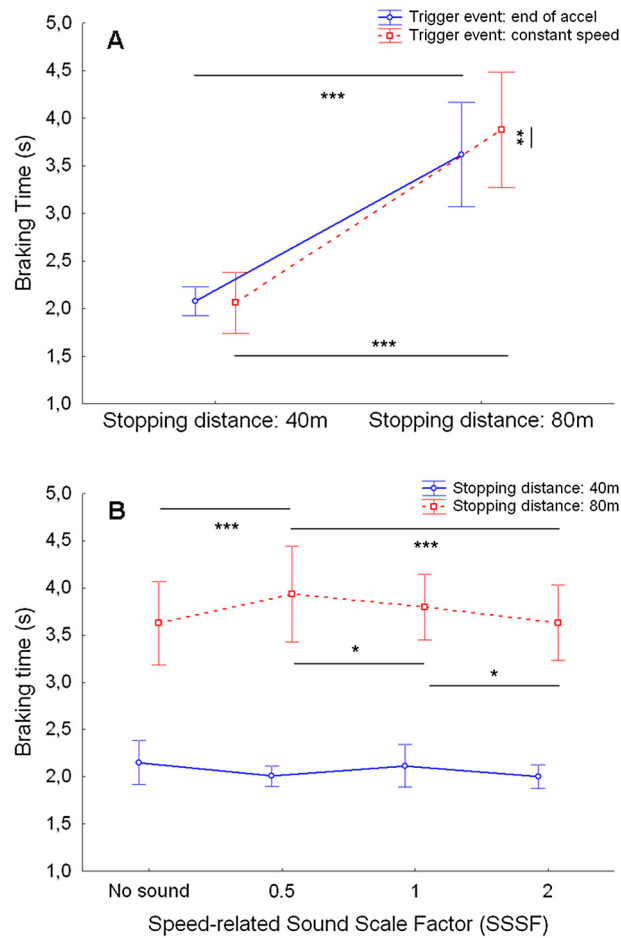 A
Trigger event: end of accel
Trigger event: constant speed
5,0
4,5
4,0
3,5
3,0
2,5
2,0
1,5
1,0
Braking Time (s)
***
**
***
Stopping distance: 40m
Stopping distance: 80m
B
Stopping distance: 40m
Stopping distance: 80m
5,0
4,5
4,0
3,5
3,0
2,5
2,0
1,5
1,0
Braking time (s)
***
***
*
*
No sound
0.5
1
2
Speed-related Sound Scale Factor (SSSF)